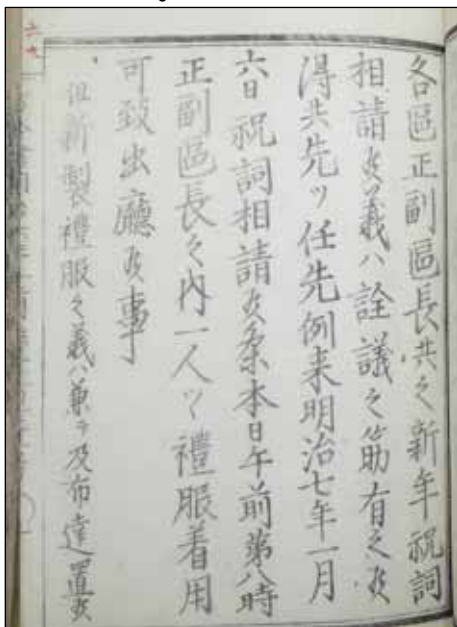 各區正副區長共之新年祝詞
相請候義ハ詮議之筋有之候
得共先ツ任先例来明治七年一月
六日祝詞相請候条本日午前第八時
正副區長之内一人ツヽ禮服着用
可致出廳候事
但新製禮服之義ハ兼テ及布達置候